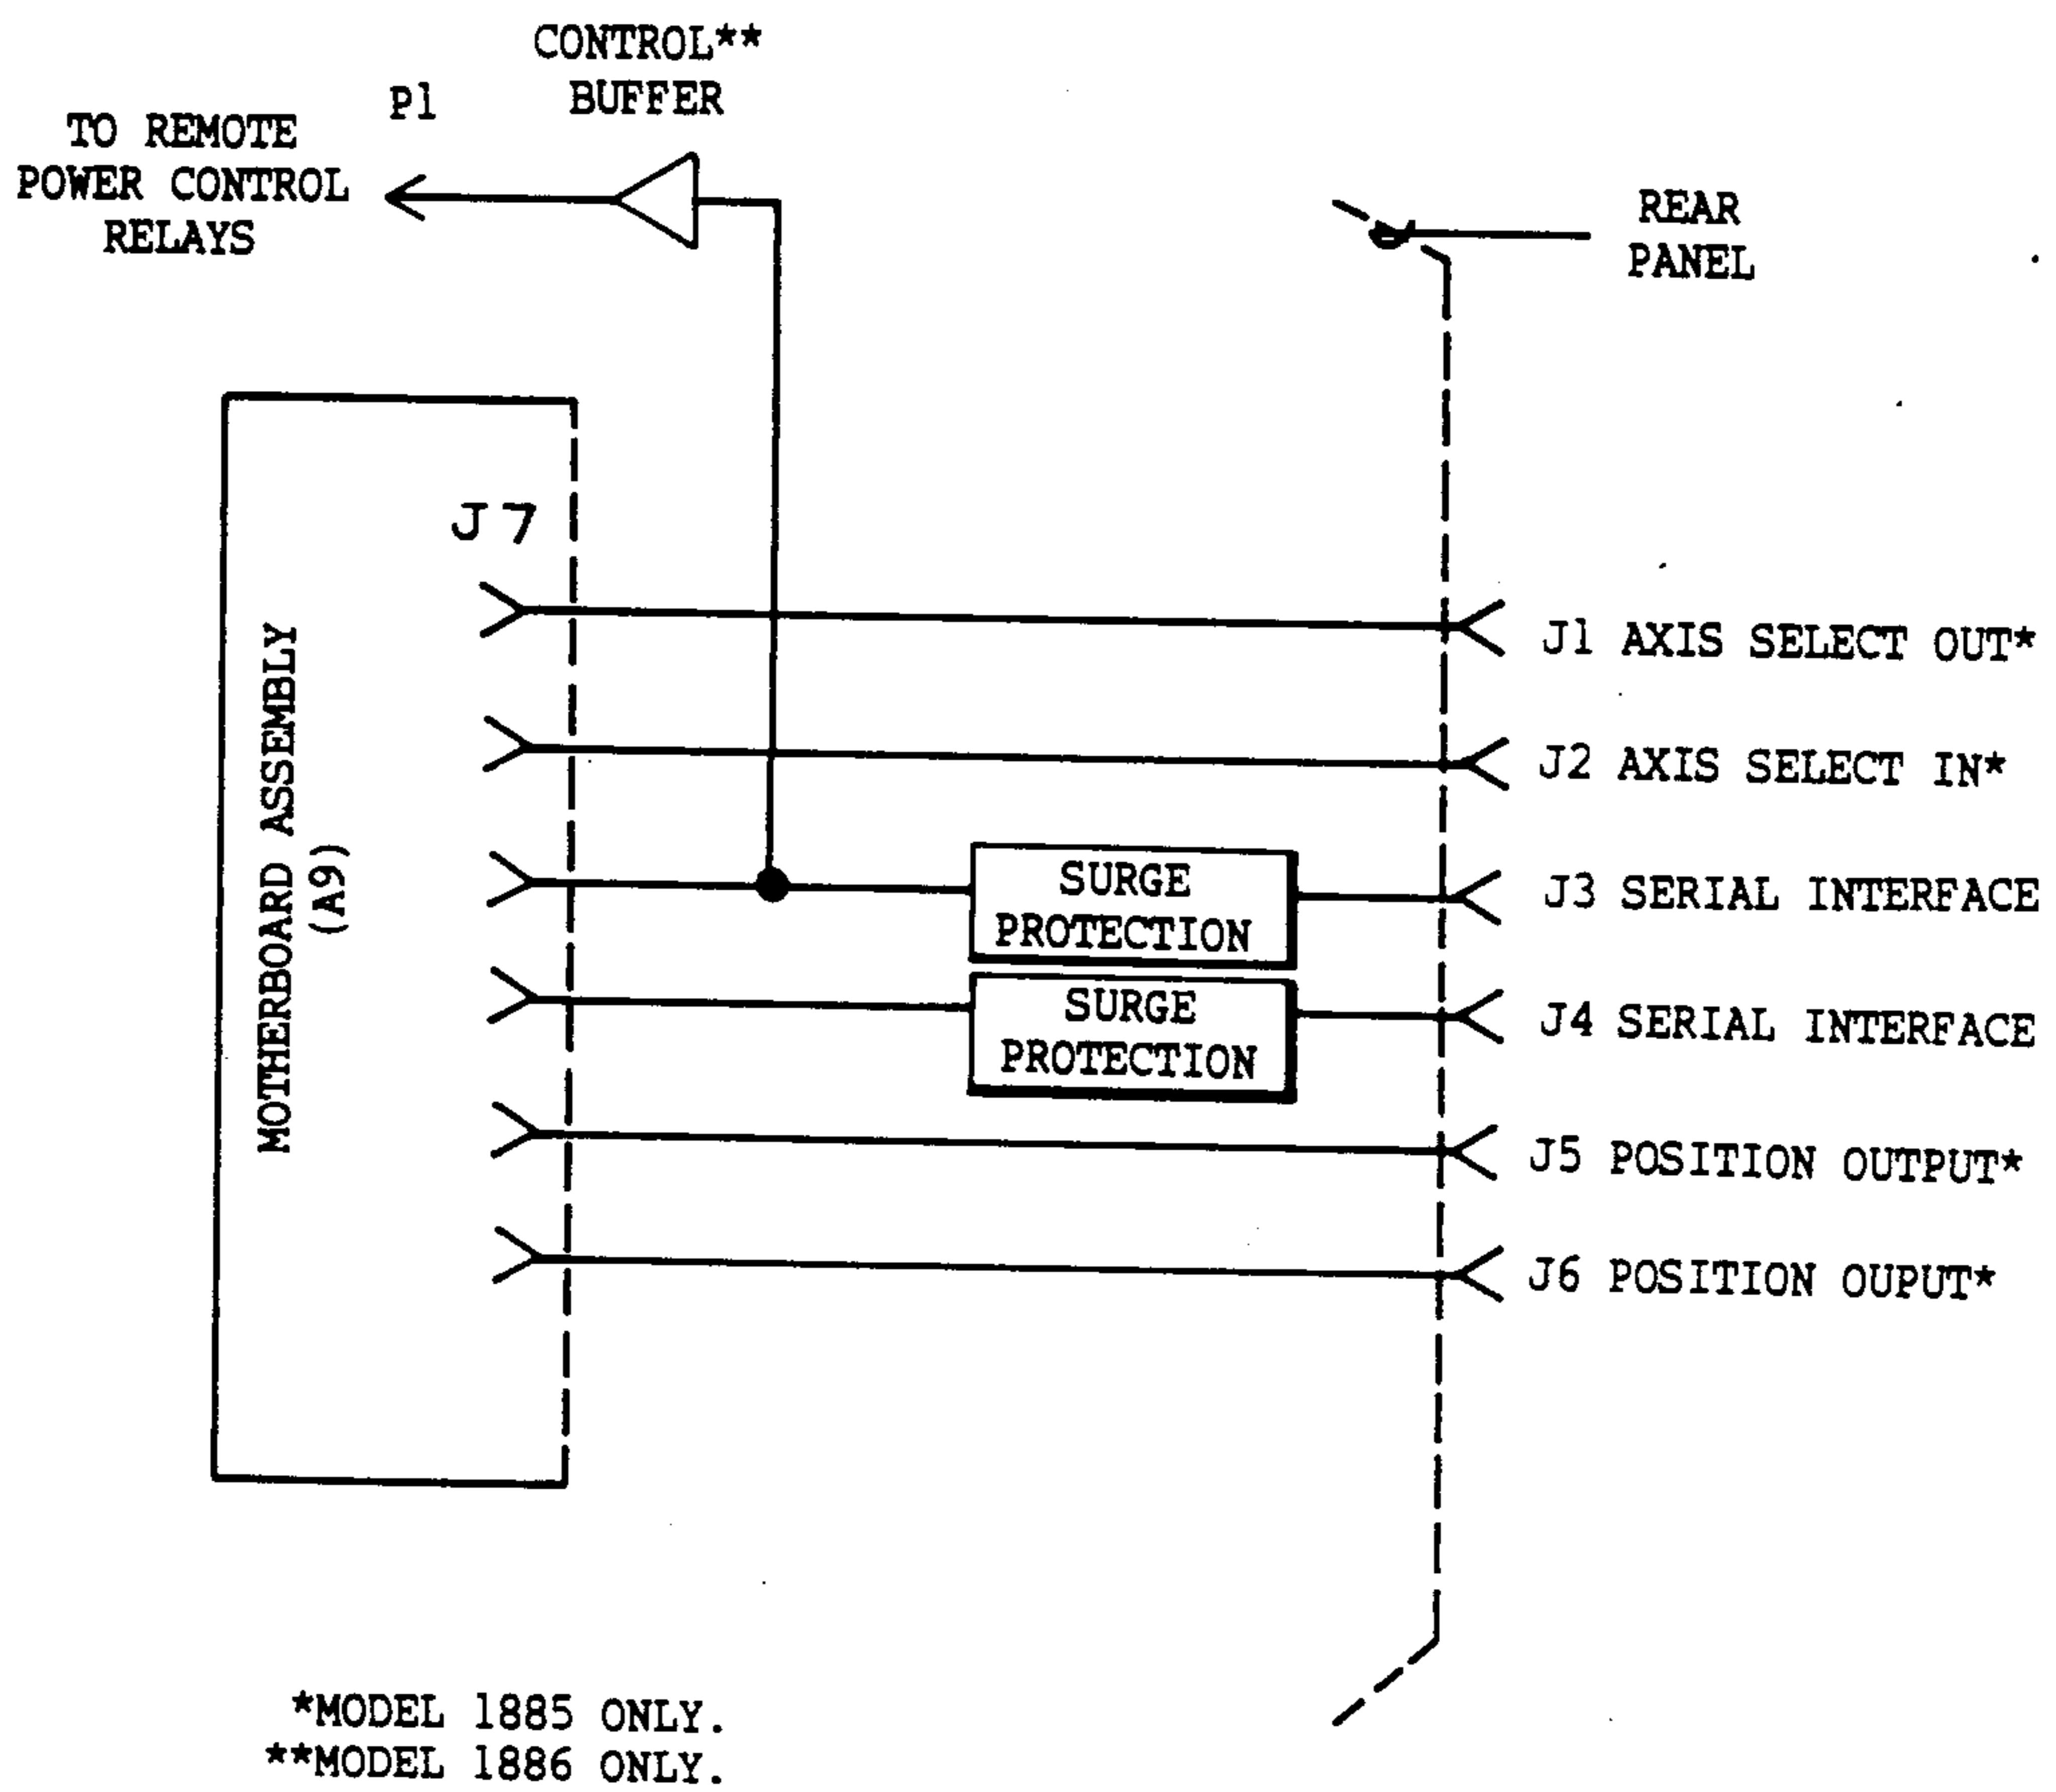 CONTROL**
BUFFER
P1
TO REMOTE
POWER CONTROL
RELAYS
REAR
PANEL
J7
MOTHERBOARD ASSEMBLY
(A9)
J1 AXIS SELECT OUT*
J2 AXIS SELECT IN*
SURGE
PROTECTION
J3 SERIAL INTERFACE
SURGE
PROTECTION
J4 SERIAL INTERFACE
J5 POSITION OUTPUT*
J6 POSITION OUPUT*
*MODEL 1885 ONLY.
**MODEL 1886 ONLY.